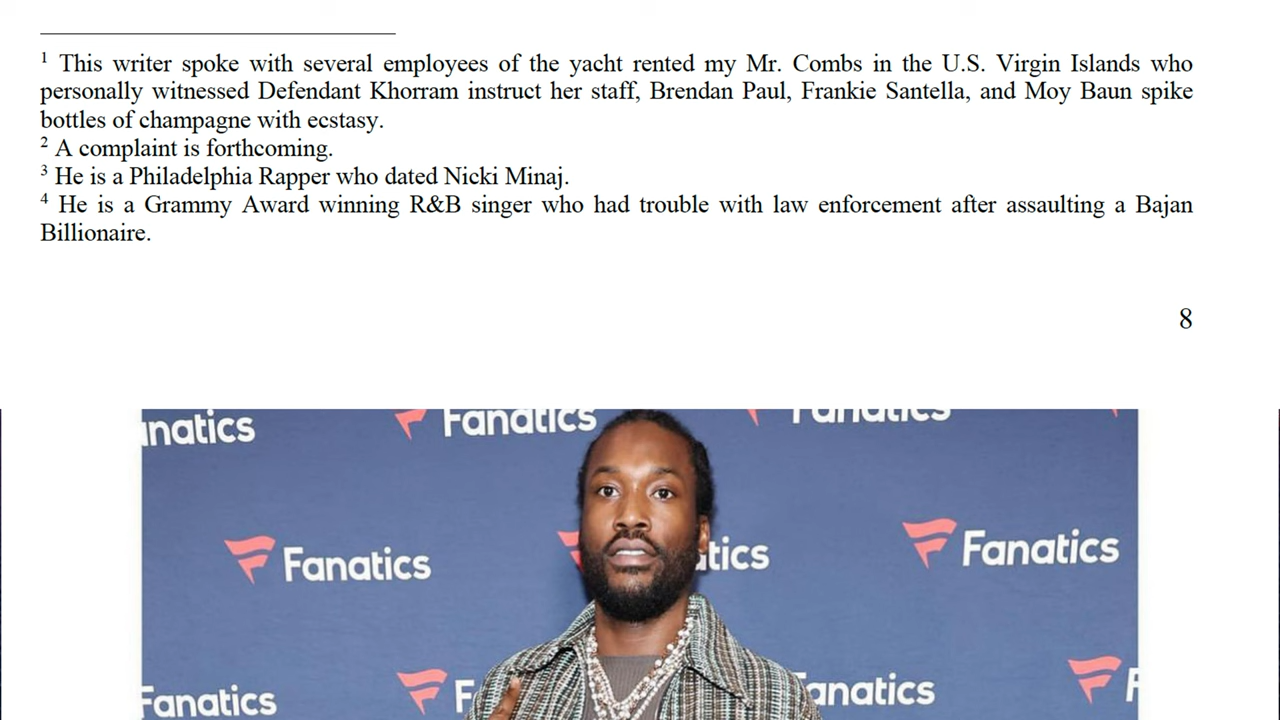 ¹ This writer spoke with several employees of the yacht rented my Mr. Combs in the U.S. Virgin Islands who
personally witnessed Defendant Khorram instruct her staff, Brendan Paul, Frankie Santella, and Moy Baun spike
bottles of champagne with ecstasy.
² A complaint is forthcoming.
³ He is a Philadelphia Rapper who dated Nicki Minaj.
⁴ He is a Grammy Award winning R&B singer who had trouble with law enforcement after assaulting a Bajan
Billionaire.
8
natics Fanatics Fanatics
Fanatics tics Fanatics
Fanatics F anatics F